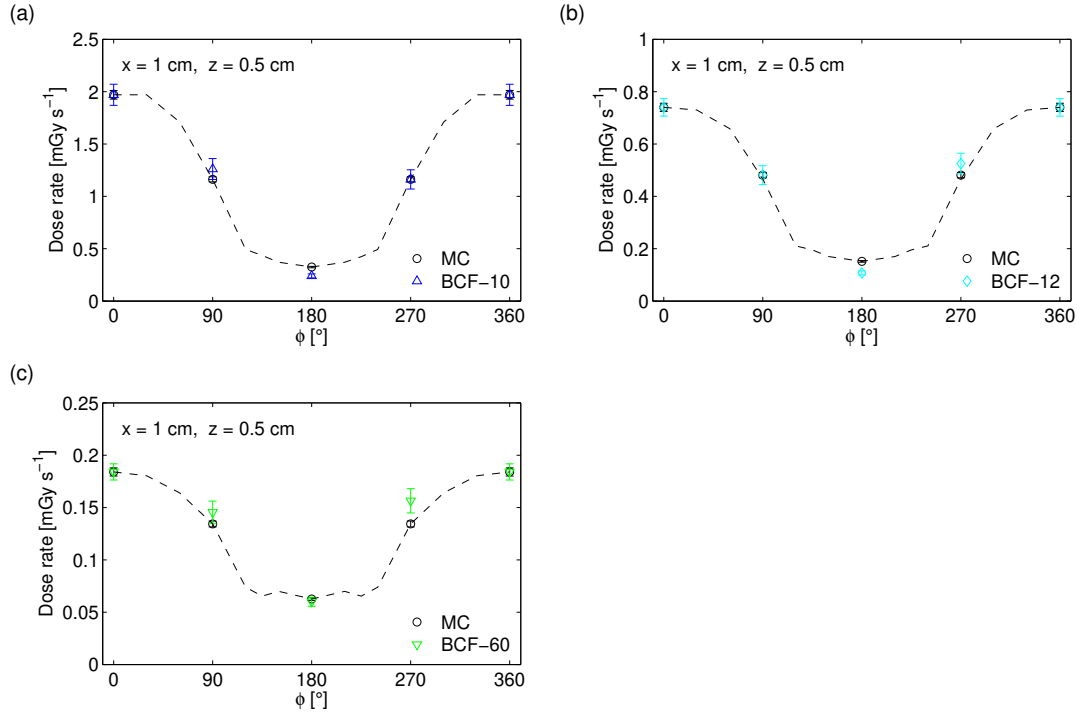 (a)
x = 1 cm, z = 0.5 cm
Dose rate [mGy s⁻¹]
2.5
2
1.5
1
0.5
0
MC
BCF−10
0 90 180 270 360
ϕ [°]
(b)
x = 1 cm, z = 0.5 cm
Dose rate [mGy s⁻¹]
1
0.8
0.6
0.4
0.2
0
MC
BCF−12
0 90 180 270 360
ϕ [°]
(c)
x = 1 cm, z = 0.5 cm
Dose rate [mGy s⁻¹]
0.25
0.2
0.15
0.1
0.05
0
MC
BCF−60
0 90 180 270 360
ϕ [°]